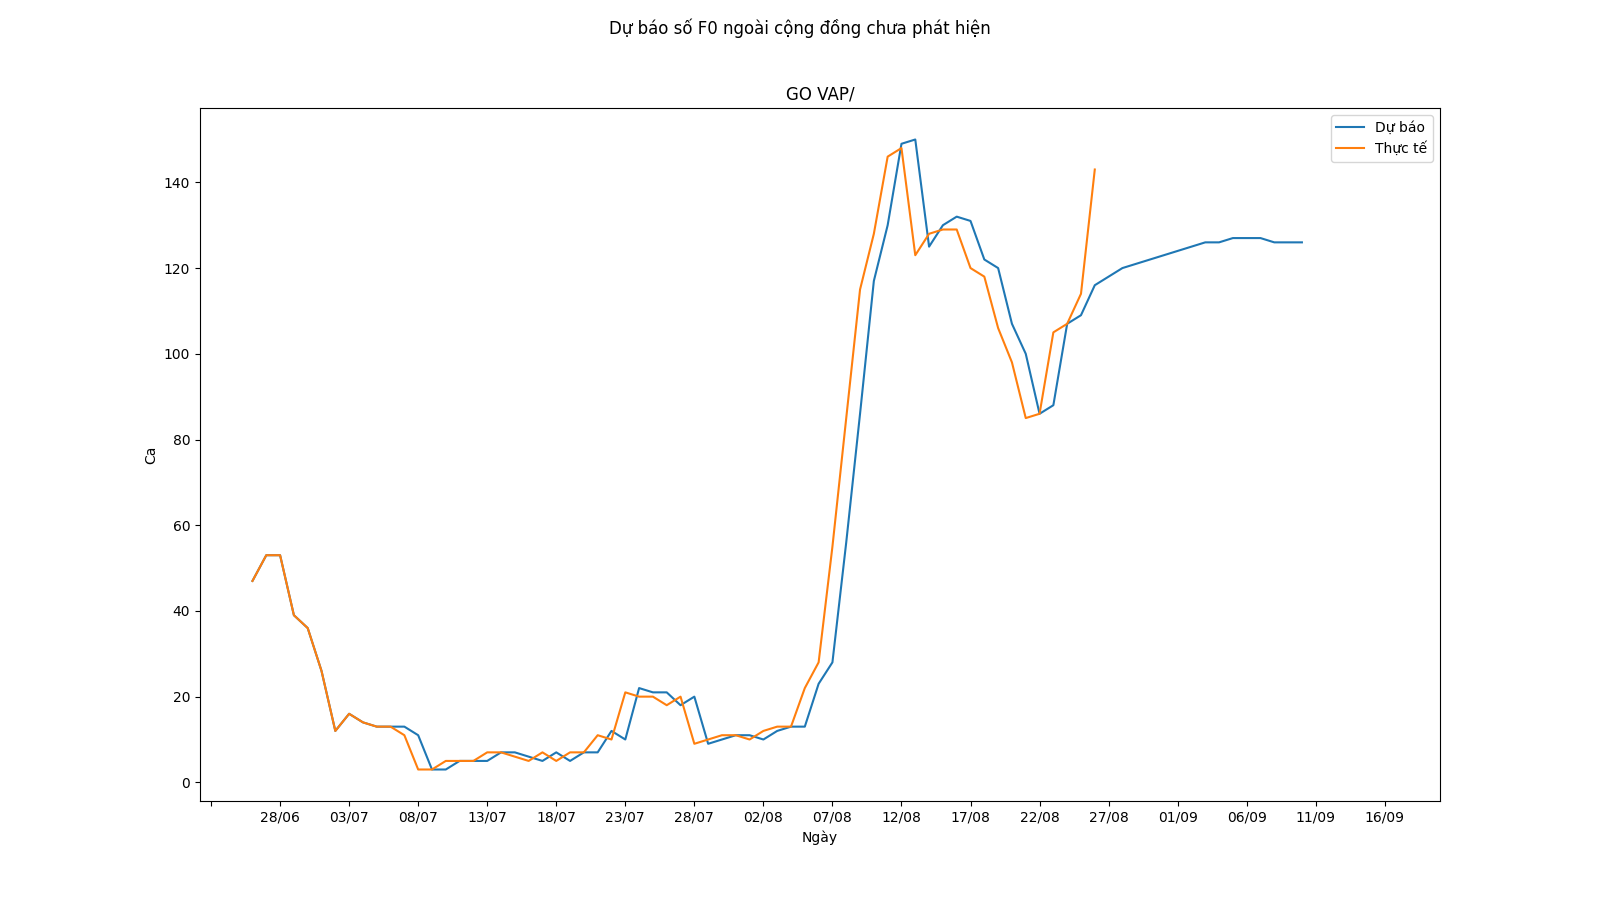 Dự báo số F0 ngoài cộng đồng chưa phát hiện
GO VAP/
Dự báo
Thực tế
140
120
100
80
60
40
20
0
Ca
28/06 03/07 08/07 13/07 18/07 23/07 28/07 02/08 07/08 12/08 17/08 22/08 27/08 01/09 06/09 11/09 16/09
Ngày